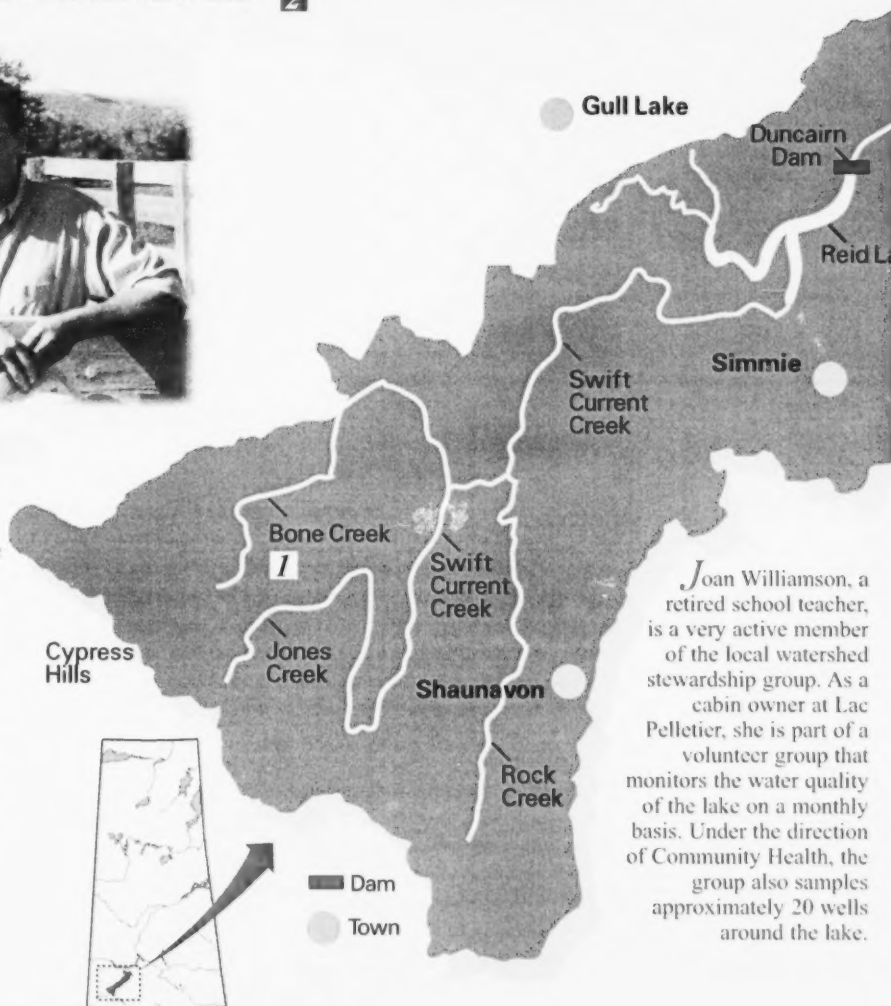 2
Gull Lake
Duncairn
Dam
Reid
Simmie
Swift
Current
Creek
Bone Creek
1
Swift
Current
Creek
Cypress
Hills
Jones
Creek
Shaunavon
Rock
Creek
Dam
Town
Joan Williamson, a
retired school teacher,
is a very active member
of the local watershed
stewardship group. As a
cabin owner at Lac
Pelletier, she is part of a
volunteer group that
monitors the water quality
of the lake on a monthly
basis. Under the direction
of Community Health, the
group also samples
approximately 20 wells
around the lake.